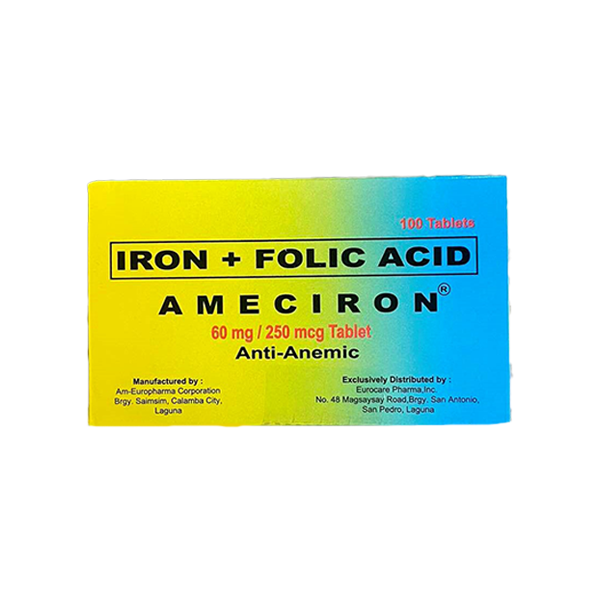 100 Tablets
IRON + FOLIC ACID
AMECIRON®
60 mg / 250 mcg Tablet
Anti-Anemic
Manufactured by :
Am-Europharma Corporation
Brgy. Saimsim, Calamba City,
Laguna
Exclusively Distributed by :
Eurocare Pharma,Inc.
No. 48 Magsaysay Road,Brgy. San Antonio,
San Pedro, Laguna